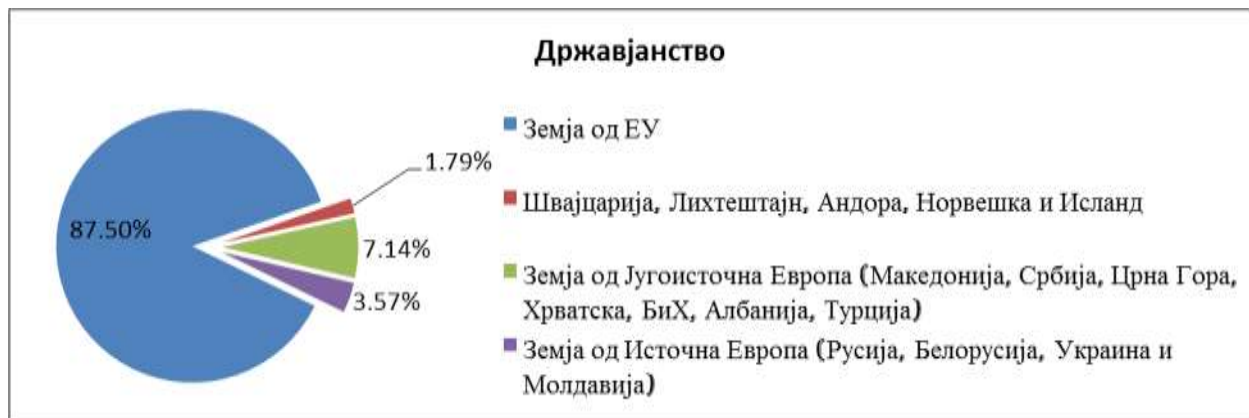 Државјанство
Земја од ЕУ
1.79%
Швајцарија, Лихтештајн, Андора, Норвешка и Исланд
87.50%
7.14%
Земја од Југоисточна Европа (Македонија, Србија, Црна Гора,
Хрватска, БиХ, Албанија, Турција)
3.57%
Земја од Источна Европа (Русија, Белорусија, Украина и
Молдавија)